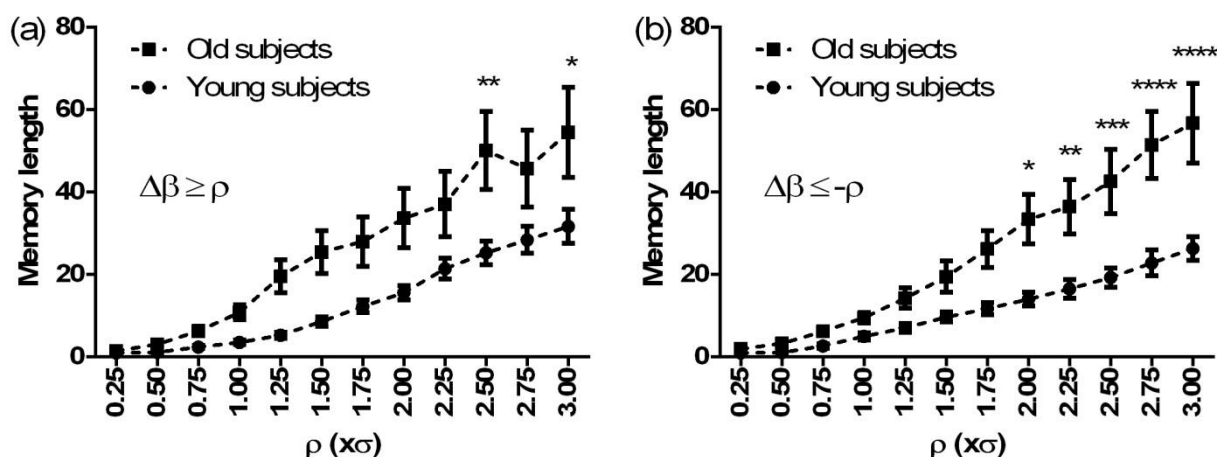 (a)
Old subjects
Young subjects
** *
Δβ ≥ ρ
Memory length
80
60
40
20
0
0.25 0.50 0.75 1.00 1.25 1.50 1.75 2.00 2.25 2.50 2.75 3.00
ρ (xσ)
(b)
Old subjects
Young subjects
* ** *** **** ****
Δβ ≤ -ρ
Memory length
80
60
40
20
0
0.25 0.50 0.75 1.00 1.25 1.50 1.75 2.00 2.25 2.50 2.75 3.00
ρ (xσ)